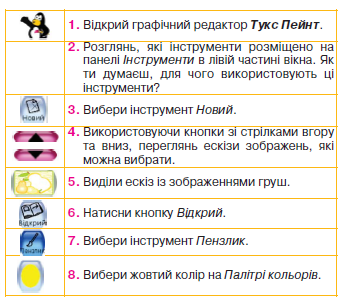 1. Відкрий графічний редактор Тукс Пейнт.
2. Розглянь, які інструменти розміщено на
панелі Інструменти в лівій частині вікна. Як
ти думаєш, для чого використовують ці
інструменти?
Новий
3. Вибери інструмент Новий.
4. Використовуючи кнопки зі стрілками вгору
та вниз, переглянь ескізи зображень, які
можна вибрати.
5. Виділи ескіз із зображеннями груш.
Відкрий
6. Натисни кнопку Відкрий.
Пензлик
7. Вибери інструмент Пензлик.
8. Вибери жовтий колір на Палітрі кольорів.